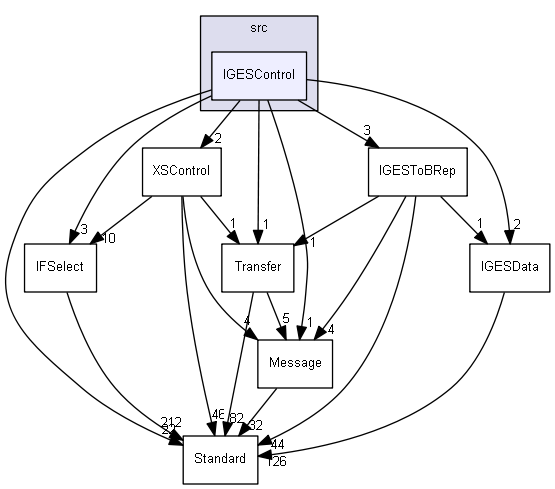 src
IGESControl
2
3
XSControl
IGESToBRep
3
10
1
1
1
1
2
IFSelect
Transfer
IGESData
4
5
1
4
Message
212
46
82
32
44
126
Standard